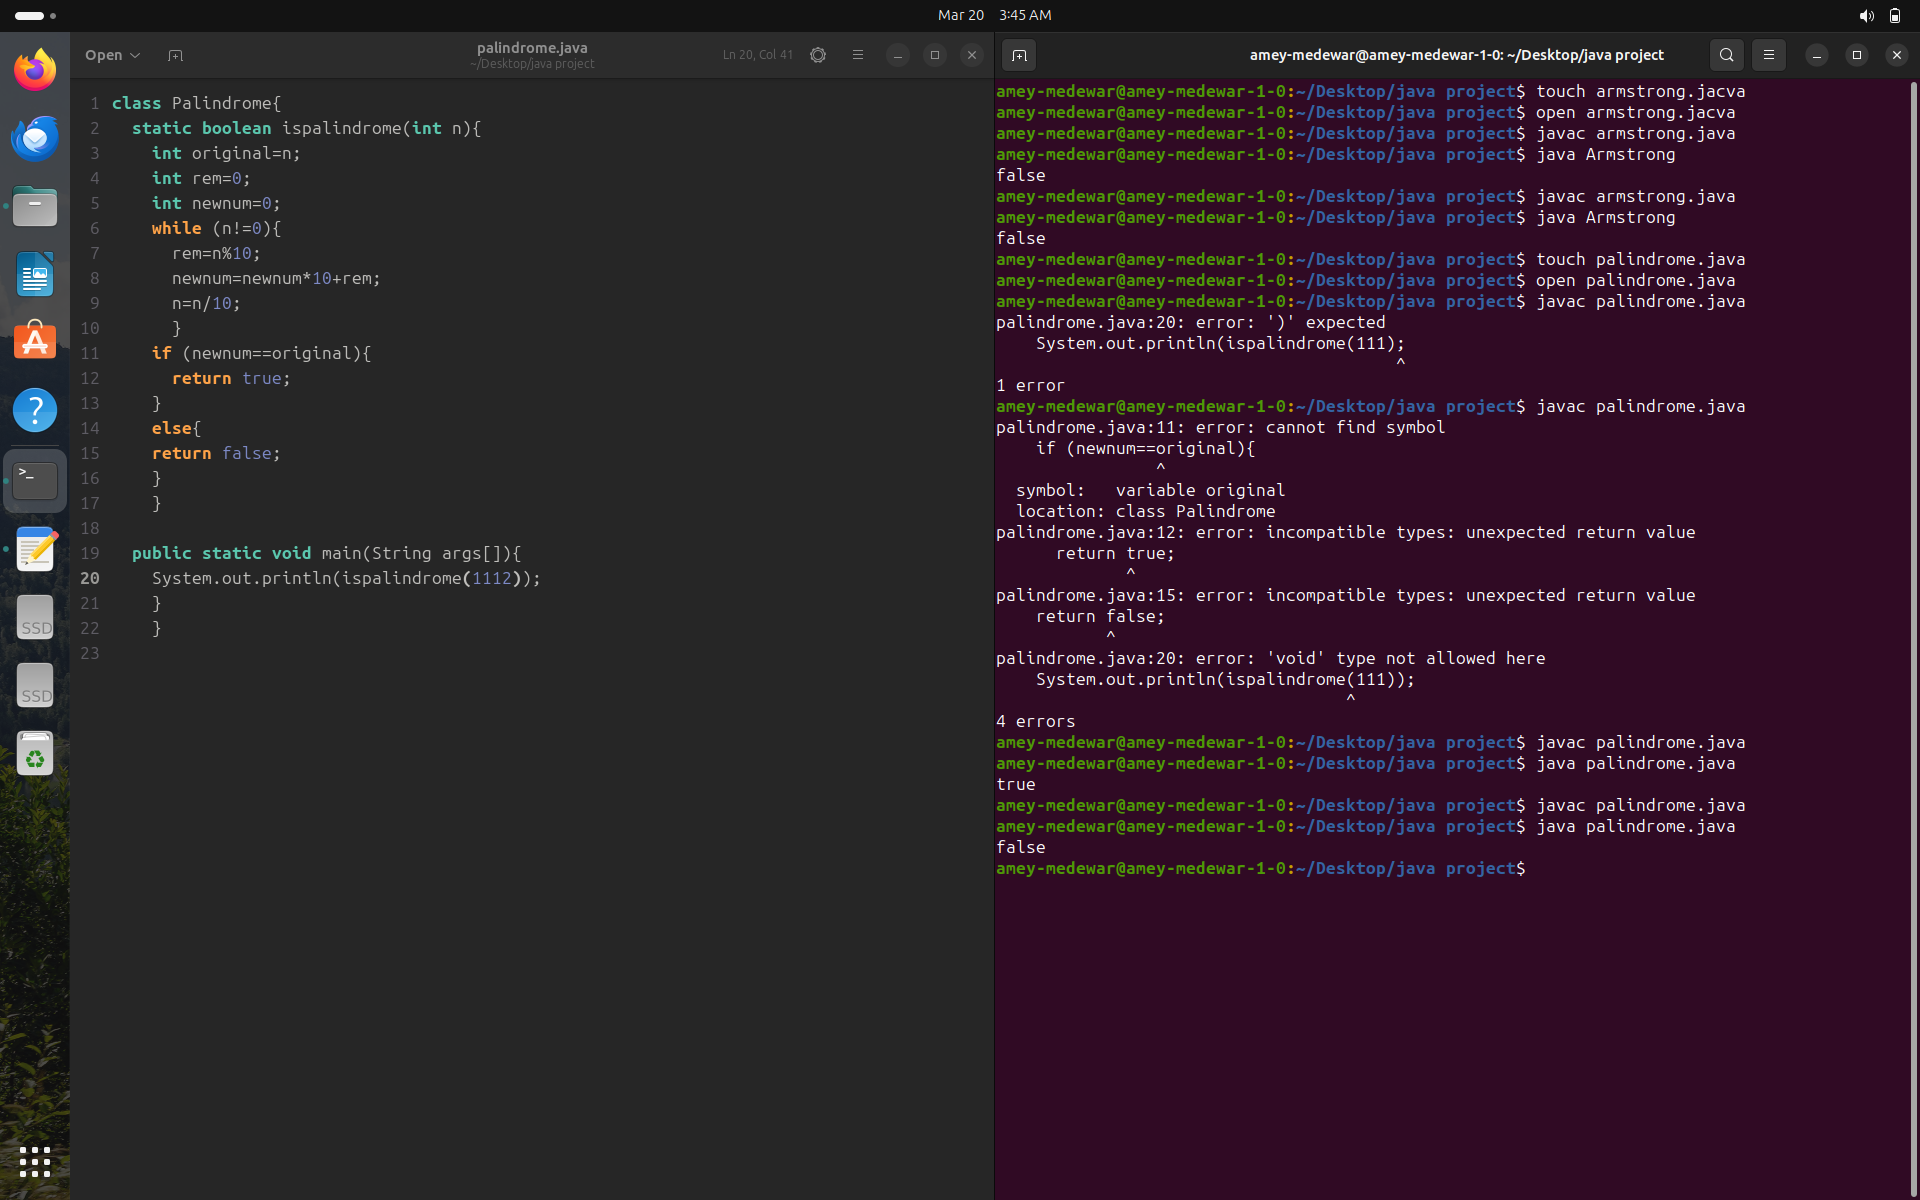 Mar 20 3:45 AM
Open
palindrome.java
~/Desktop/java project
Ln 20, Col 41
1 class Palindrome{
2 static boolean ispalindrome(int n){
3 int original=n;
4 int rem=0;
5 int newnum=0;
6 while (n!=0){
7 rem=n%10;
8 newnum=newnum*10+rem;
9 n=n/10;
10 }
11 if (newnum==original){
12 return true;
13 }
14 else{
15 return false;
16 }
17 }
18
19 public static void main(String args[]){
20 System.out.println(ispalindrome(1112));
21 }
22 }
23
SSD
SSD
amey-medewar@amey-medewar-1-0: ~/Desktop/java project
amey-medewar@amey-medewar-1-0:~/Desktop/java project$ touch armstrong.jacva
amey-medewar@amey-medewar-1-0:~/Desktop/java project$ open armstrong.jacva
amey-medewar@amey-medewar-1-0:~/Desktop/java project$ javac armstrong.java
amey-medewar@amey-medewar-1-0:~/Desktop/java project$ java Armstrong
false
amey-medewar@amey-medewar-1-0:~/Desktop/java project$ javac armstrong.java
amey-medewar@amey-medewar-1-0:~/Desktop/java project$ java Armstrong
false
amey-medewar@amey-medewar-1-0:~/Desktop/java project$ touch palindrome.java
amey-medewar@amey-medewar-1-0:~/Desktop/java project$ open palindrome.java
amey-medewar@amey-medewar-1-0:~/Desktop/java project$ javac palindrome.java
palindrome.java:20: error: ')' expected
System.out.println(ispalindrome(111);
^
1 error
amey-medewar@amey-medewar-1-0:~/Desktop/java project$ javac palindrome.java
palindrome.java:11: error: cannot find symbol
if (newnum==original){
^
symbol: variable original
location: class Palindrome
palindrome.java:12: error: incompatible types: unexpected return value
return true;
^
palindrome.java:15: error: incompatible types: unexpected return value
return false;
^
palindrome.java:20: error: 'void' type not allowed here
System.out.println(ispalindrome(111));
^
4 errors
amey-medewar@amey-medewar-1-0:~/Desktop/java project$ javac palindrome.java
amey-medewar@amey-medewar-1-0:~/Desktop/java project$ java palindrome.java
true
amey-medewar@amey-medewar-1-0:~/Desktop/java project$ javac palindrome.java
amey-medewar@amey-medewar-1-0:~/Desktop/java project$ java palindrome.java
false
amey-medewar@amey-medewar-1-0:~/Desktop/java project$